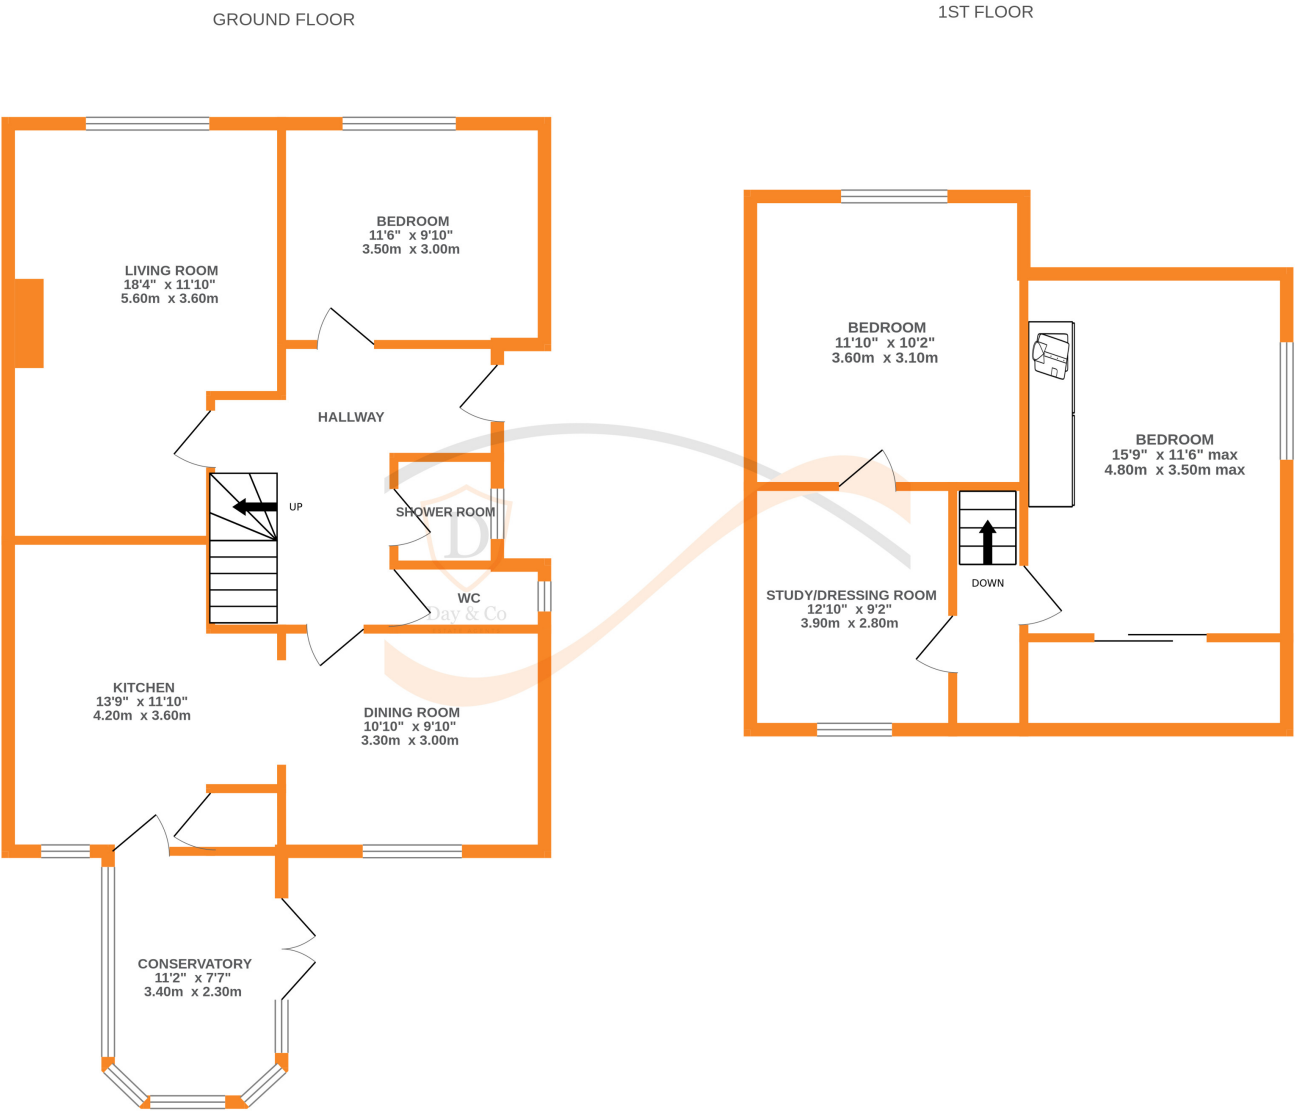 GROUND FLOOR
1ST FLOOR
BEDROOM
11'6" x 9'10"
3.50m x 3.00m
LIVING ROOM
18'4" x 11'10"
5.60m x 3.60m
HALLWAY
UP
SHOWER ROOM
D
WC
Day & Co
KITCHEN
13'9" x 11'10"
4.20m x 3.60m
DINING ROOM
10'10" x 9'10"
3.30m x 3.00m
CONSERVATORY
11'2" x 7'7"
3.40m x 2.30m
BEDROOM
11'10" x 10'2"
3.60m x 3.10m
BEDROOM
15'9" x 11'6" max
4.80m x 3.50m max
DOWN
STUDY/DRESSING ROOM
12'10" x 9'2"
3.90m x 2.80m